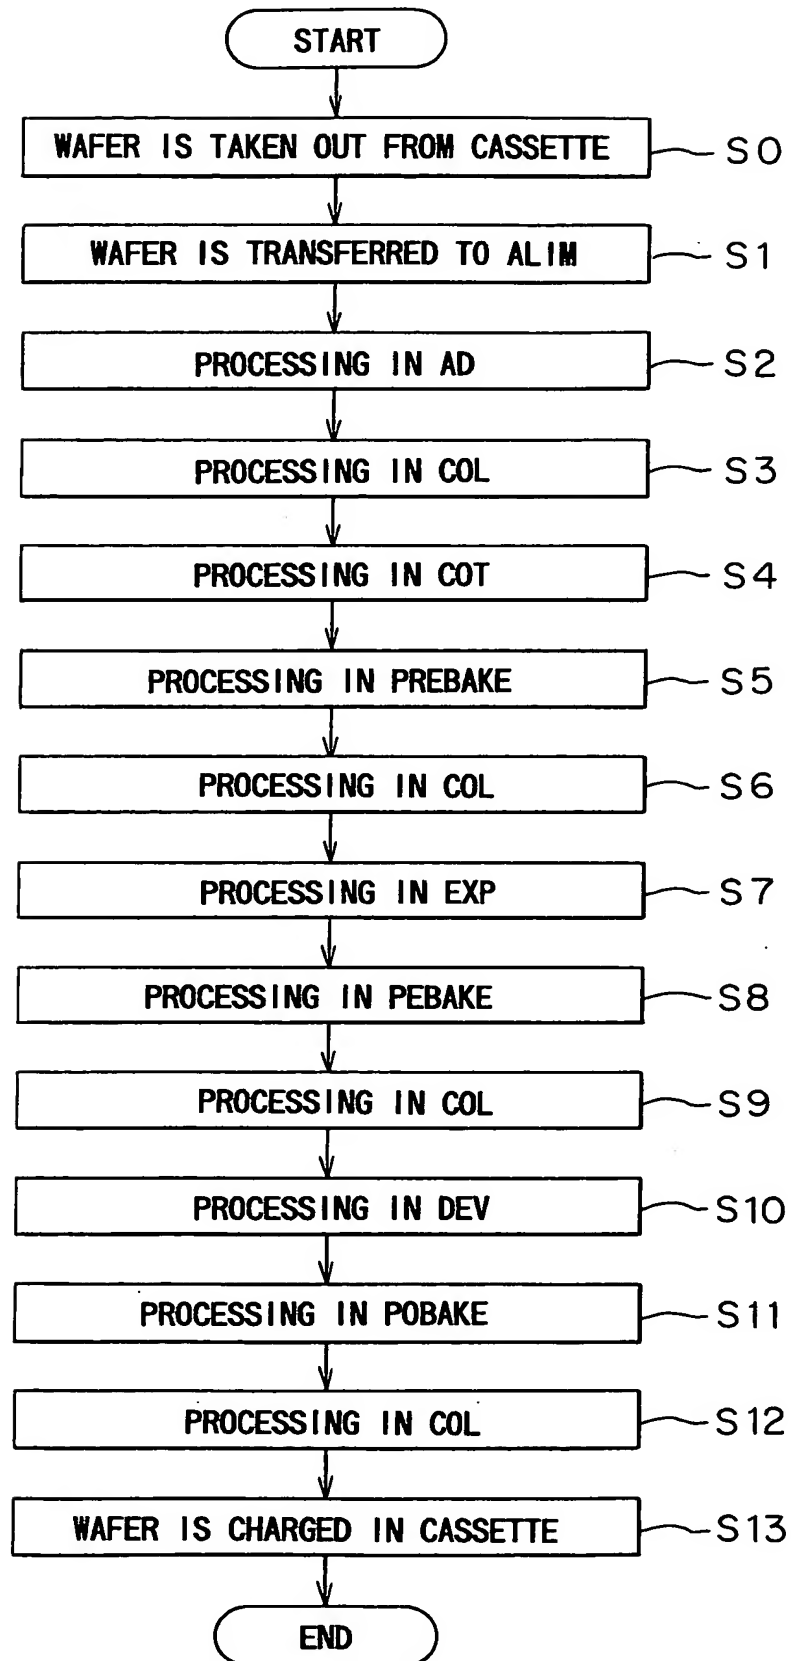 START
WAFER IS TAKEN OUT FROM CASSETTE S0
WAFER IS TRANSFERRED TO ALIM S1
PROCESSING IN AD S2
PROCESSING IN COL S3
PROCESSING IN COT S4
PROCESSING IN PREBAKE S5
PROCESSING IN COL S6
PROCESSING IN EXP S7
PROCESSING IN PEBAKE S8
PROCESSING IN COL S9
PROCESSING IN DEV S10
PROCESSING IN POBAKE S11
PROCESSING IN COL S12
WAFER IS CHARGED IN CASSETTE S13
END